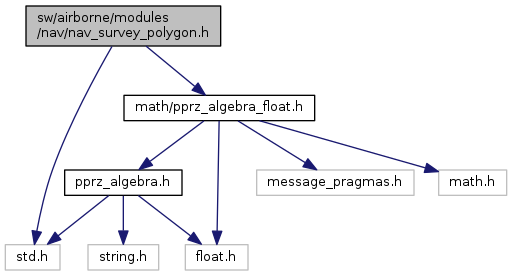 sw/airborne/modules
/nav/nav_survey_polygon.h
math/pprz_algebra_float.h
pprz_algebra.h
message_pragmas.h
math.h
std.h
string.h
float.h